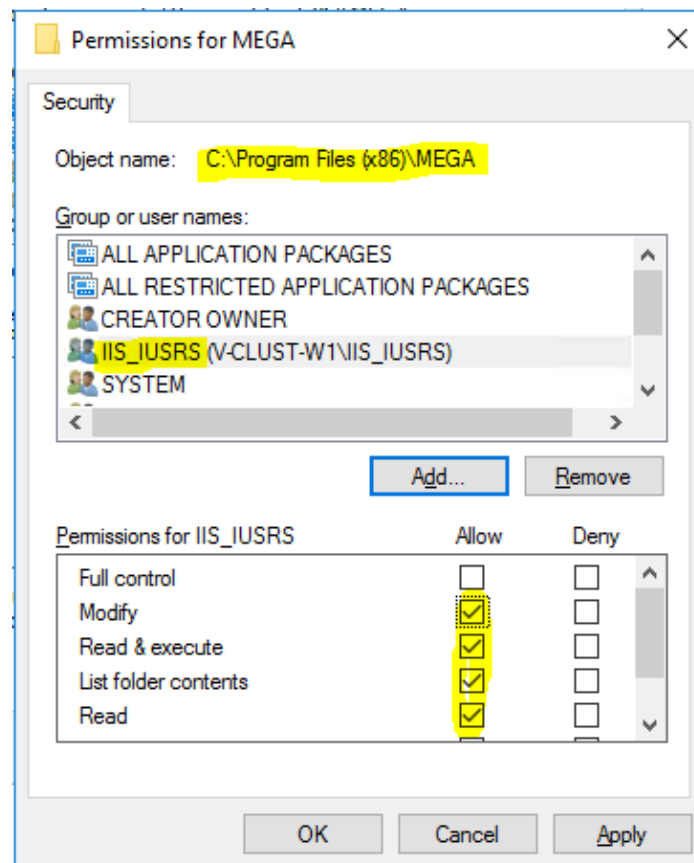 Permissions for MEGA
Security
Object name: C:\Program Files (x86)\MEGA
Group or user names:
ALL APPLICATION PACKAGES
ALL RESTRICTED APPLICATION PACKAGES
CREATOR OWNER
IIS_IUSRS (V-CLUST-W1\IIS_IUSRS)
SYSTEM
Add... Remove
Permissions for IIS_IUSRS Allow Deny
Full control
Modify
Read & execute
List folder contents
Read
OK Cancel Apply